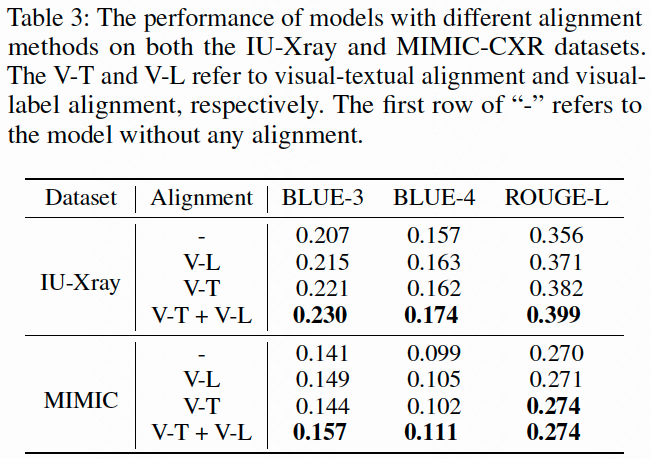 Table 3: The performance of models with different alignment
methods on both the IU-Xray and MIMIC-CXR datasets.
The V-T and V-L refer to visual-textual alignment and visual-
label alignment, respectively. The first row of “-” refers to
the model without any alignment.
Dataset Alignment BLUE-3 BLUE-4 ROUGE-L
IU-Xray
- 0.207 0.157 0.356
V-L 0.215 0.163 0.371
V-T 0.221 0.162 0.382
V-T + V-L 0.230 0.174 0.399
MIMIC
- 0.141 0.099 0.270
V-L 0.149 0.105 0.271
V-T 0.144 0.102 0.274
V-T + V-L 0.157 0.111 0.274